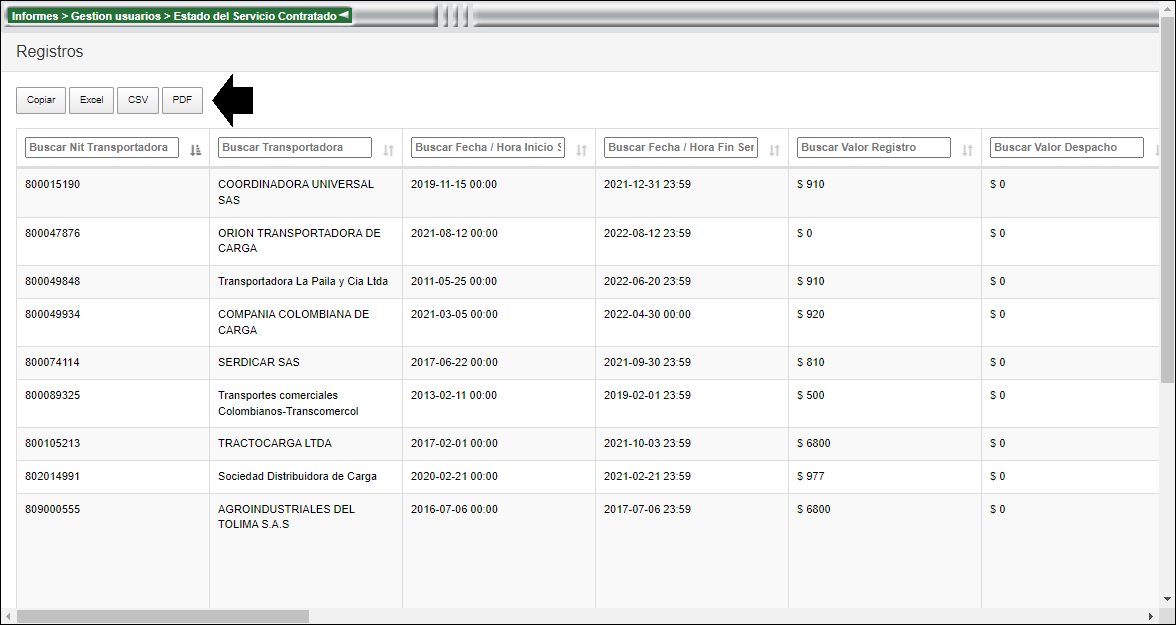 Informes > Gestion usuarios > Estado del Servicio Contratado
Registros
Copiar Excel CSV PDF
Buscar Nit Transportadora Buscar Transportadora Buscar Fecha / Hora Inicio S Buscar Fecha / Hora Fin Ser Buscar Valor Registro Buscar Valor Despacho
800015190 COORDINADORA UNIVERSAL 2019-11-15 00:00 2021-12-31 23:59 $ 910 $ 0
SAS
800047876 ORION TRANSPORTADORA DE 2021-08-12 00:00 2022-08-12 23:59 $ 0 $ 0
CARGA
800049848 Transportadora La Paila y Cia Ltda 2011-05-25 00:00 2022-06-20 23:59 $ 910 $ 0
800049934 COMPANIA COLOMBIANA DE 2021-03-05 00:00 2022-04-30 00:00 $ 920 $ 0
CARGA
800074114 SERDICAR SAS 2017-06-22 00:00 2021-09-30 23:59 $ 810 $ 0
800089325 Transportes comerciales 2013-02-11 00:00 2019-02-01 23:59 $ 500 $ 0
Colombianos-Transcomercol
800105213 TRACTOCARGA LTDA 2017-02-01 00:00 2021-10-03 23:59 $ 6800 $ 0
802014991 Sociedad Distribuidora de Carga 2020-02-21 00:00 2021-02-21 23:59 $ 977 $ 0
809000555 AGROINDUSTRIALES DEL 2016-07-06 00:00 2017-07-06 23:59 $ 6800 $ 0
TOLIMA S.A.S